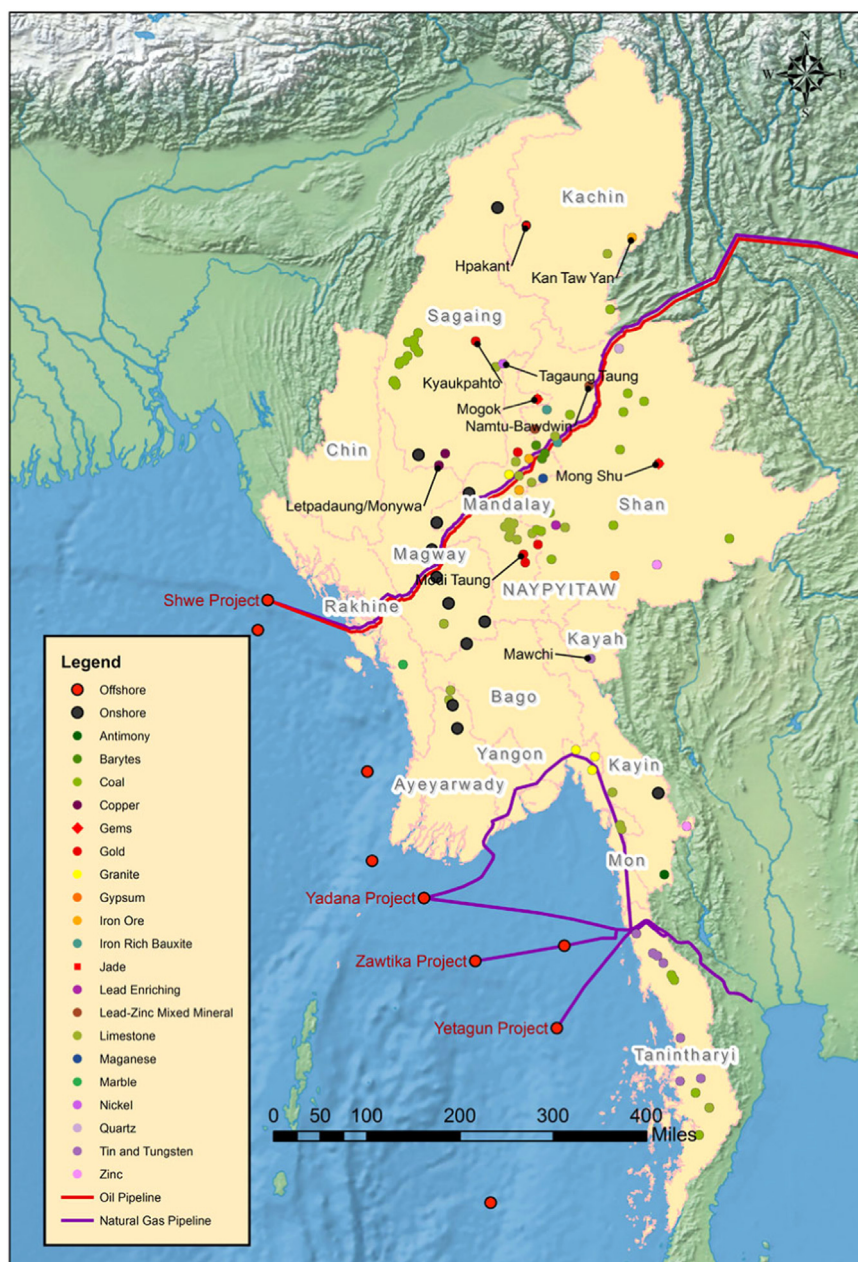 N
W
E
S
Kachin
Hpakant
Kan Taw Yan
Sagaing
Kyaukpahto
Tagaung Taung
Mogok
Namtu-Bawdwin
Chin
Mong Shu
Letpadaung/Monywa
Mandalay
Shan
Magway
Modi Taung
NAYPYITAW
Shwe Project
Rakhine
Kayah
Mawchi
Bago
Yangon
Kayin
Ayeyarwady
Mon
Yadana Project
Zawtika Project
Yetagun Project
Tanintharyi
0 50 100 200 300 400
Miles
Legend
Offshore
Onshore
Antimony
Barytes
Coal
Copper
Gems
Gold
Granite
Gypsum
Iron Ore
Iron Rich Bauxite
Jade
Lead Enriching
Lead-Zinc Mixed Mineral
Limestone
Maganese
Marble
Nickel
Quartz
Tin and Tungsten
Zinc
Oil Pipeline
Natural Gas Pipeline